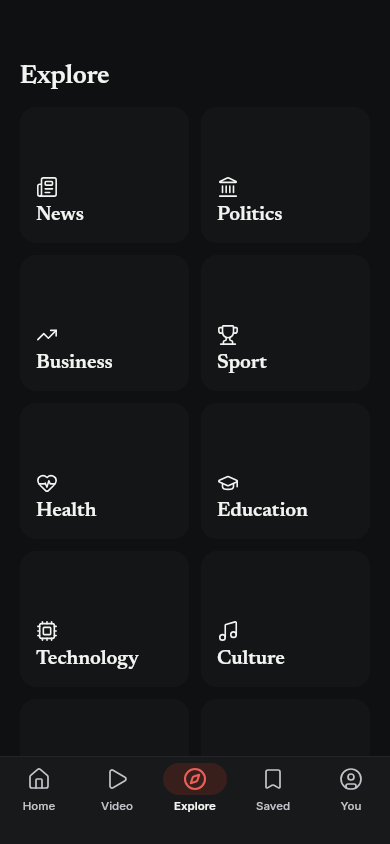 Explore
News
Politics
Business
Sport
Health
Education
Technology
Culture
Home
Video
Explore
Saved
You